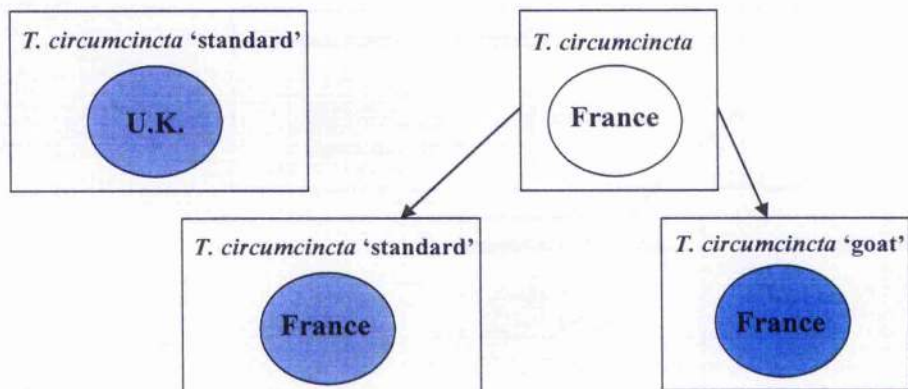 T. circumcincta ‘standard’
U.K.
T. circumcincta
France
T. circumcincta ‘standard’
France
T. circumcincta ‘goat’
France